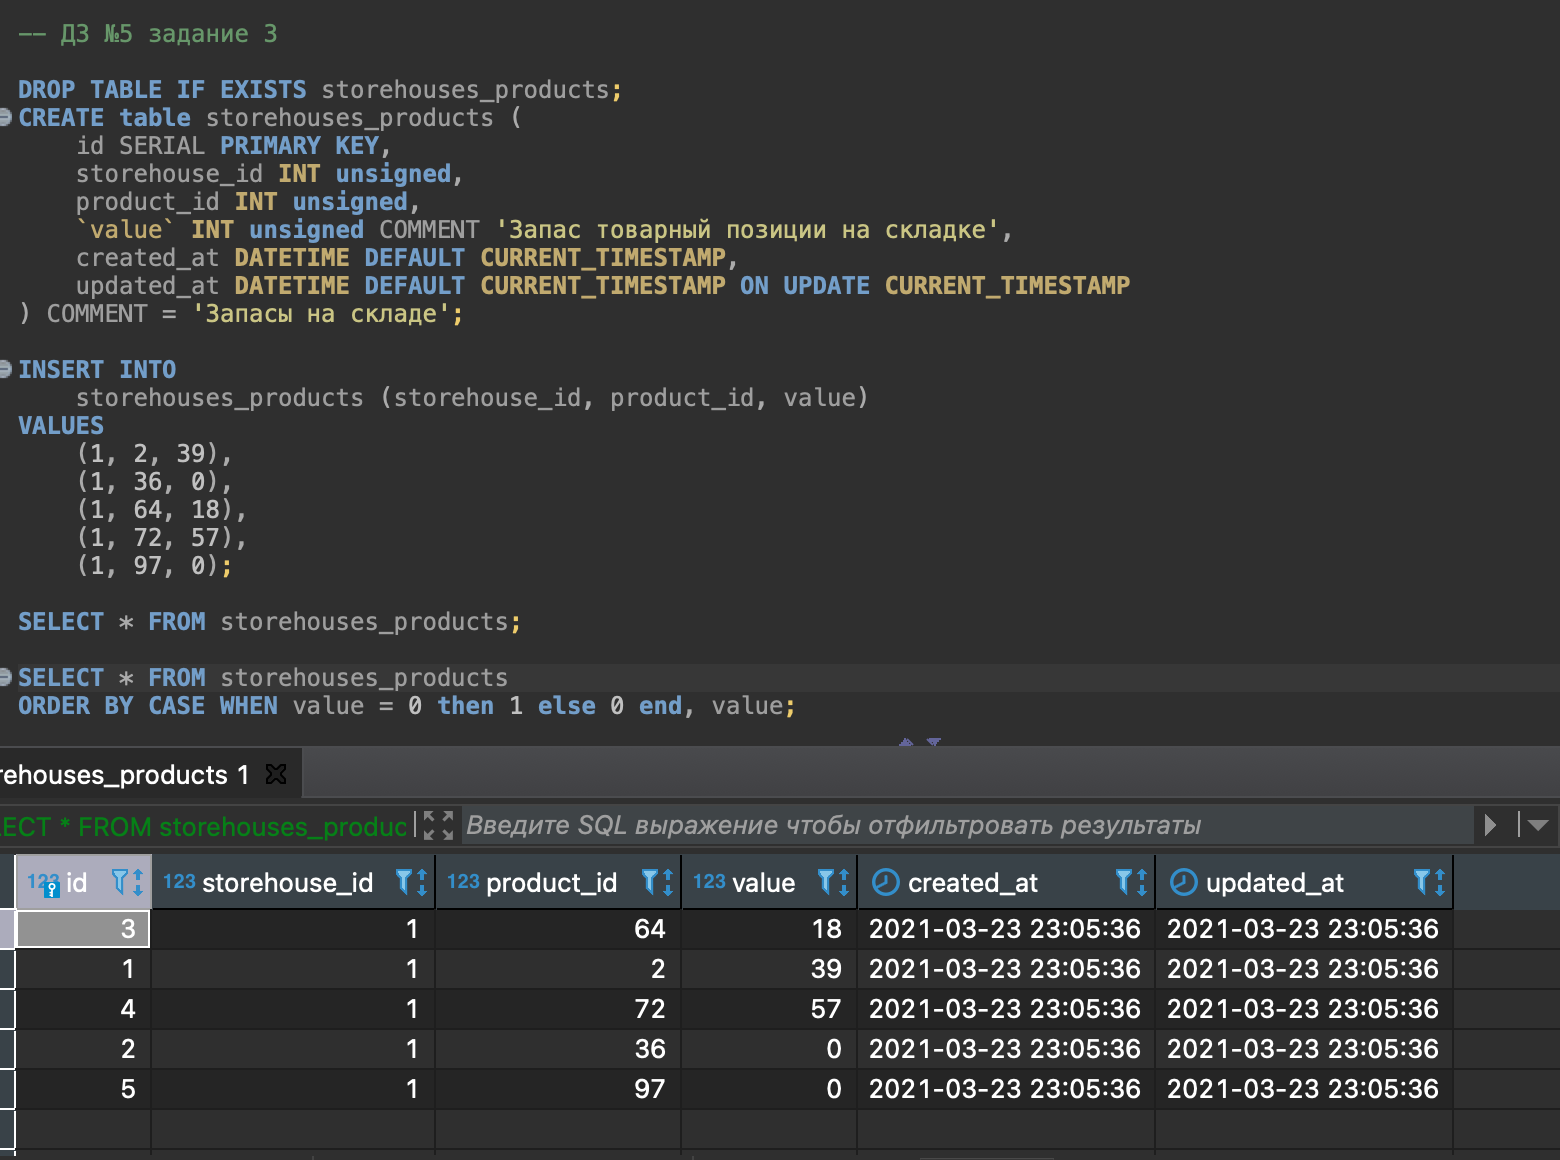 -- ДЗ №5 задание 3
DROP TABLE IF EXISTS storehouses_products;
CREATE table storehouses_products (
id SERIAL PRIMARY KEY,
storehouse_id INT unsigned,
product_id INT unsigned,
`value` INT unsigned COMMENT 'Запас товарный позиции на складке',
created_at DATETIME DEFAULT CURRENT_TIMESTAMP,
updated_at DATETIME DEFAULT CURRENT_TIMESTAMP ON UPDATE CURRENT_TIMESTAMP
) COMMENT = 'Запасы на складе';
INSERT INTO
storehouses_products (storehouse_id, product_id, value)
VALUES
(1, 2, 39),
(1, 36, 0),
(1, 64, 18),
(1, 72, 57),
(1, 97, 0);
SELECT * FROM storehouses_products;
SELECT * FROM storehouses_products
ORDER BY CASE WHEN value = 0 then 1 else 0 end, value;
rehouses_products 1
LECT * FROM storehouses_produc Введите SQL выражение чтобы отфильтровать результаты
123 id 123 storehouse_id 123 product_id 123 value created_at updated_at
3 1 64 18 2021-03-23 23:05:36 2021-03-23 23:05:36
1 1 2 39 2021-03-23 23:05:36 2021-03-23 23:05:36
4 1 72 57 2021-03-23 23:05:36 2021-03-23 23:05:36
2 1 36 0 2021-03-23 23:05:36 2021-03-23 23:05:36
5 1 97 0 2021-03-23 23:05:36 2021-03-23 23:05:36